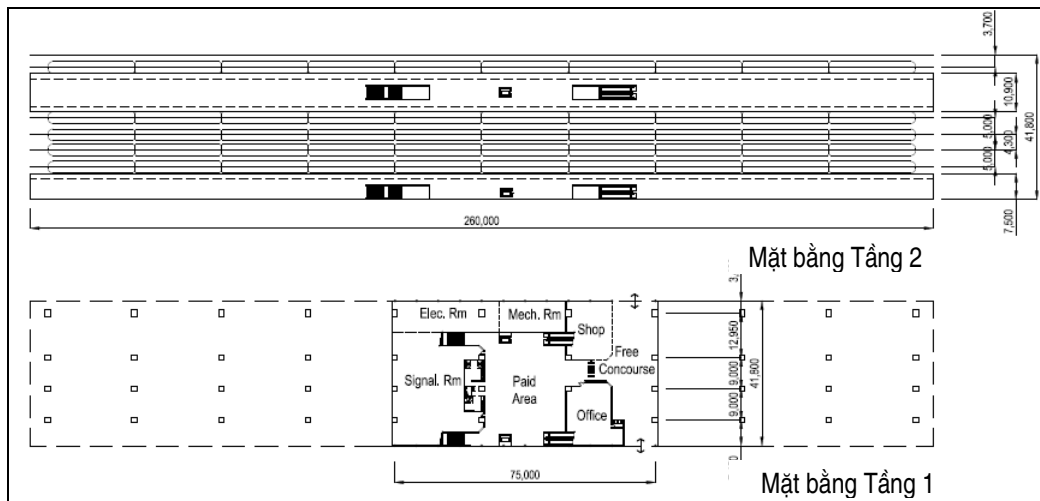 3,700
10,900
5,000
4,300
5,000
41,800
7,500
260,000
Mặt bằng Tầng 2
Elec. Rm
Mech. Rm
Shop
Free
Concourse
Signal. Rm
Paid
Area
Office
12,950
9,000
9,000
41,800
75,000
Mặt bằng Tầng 1